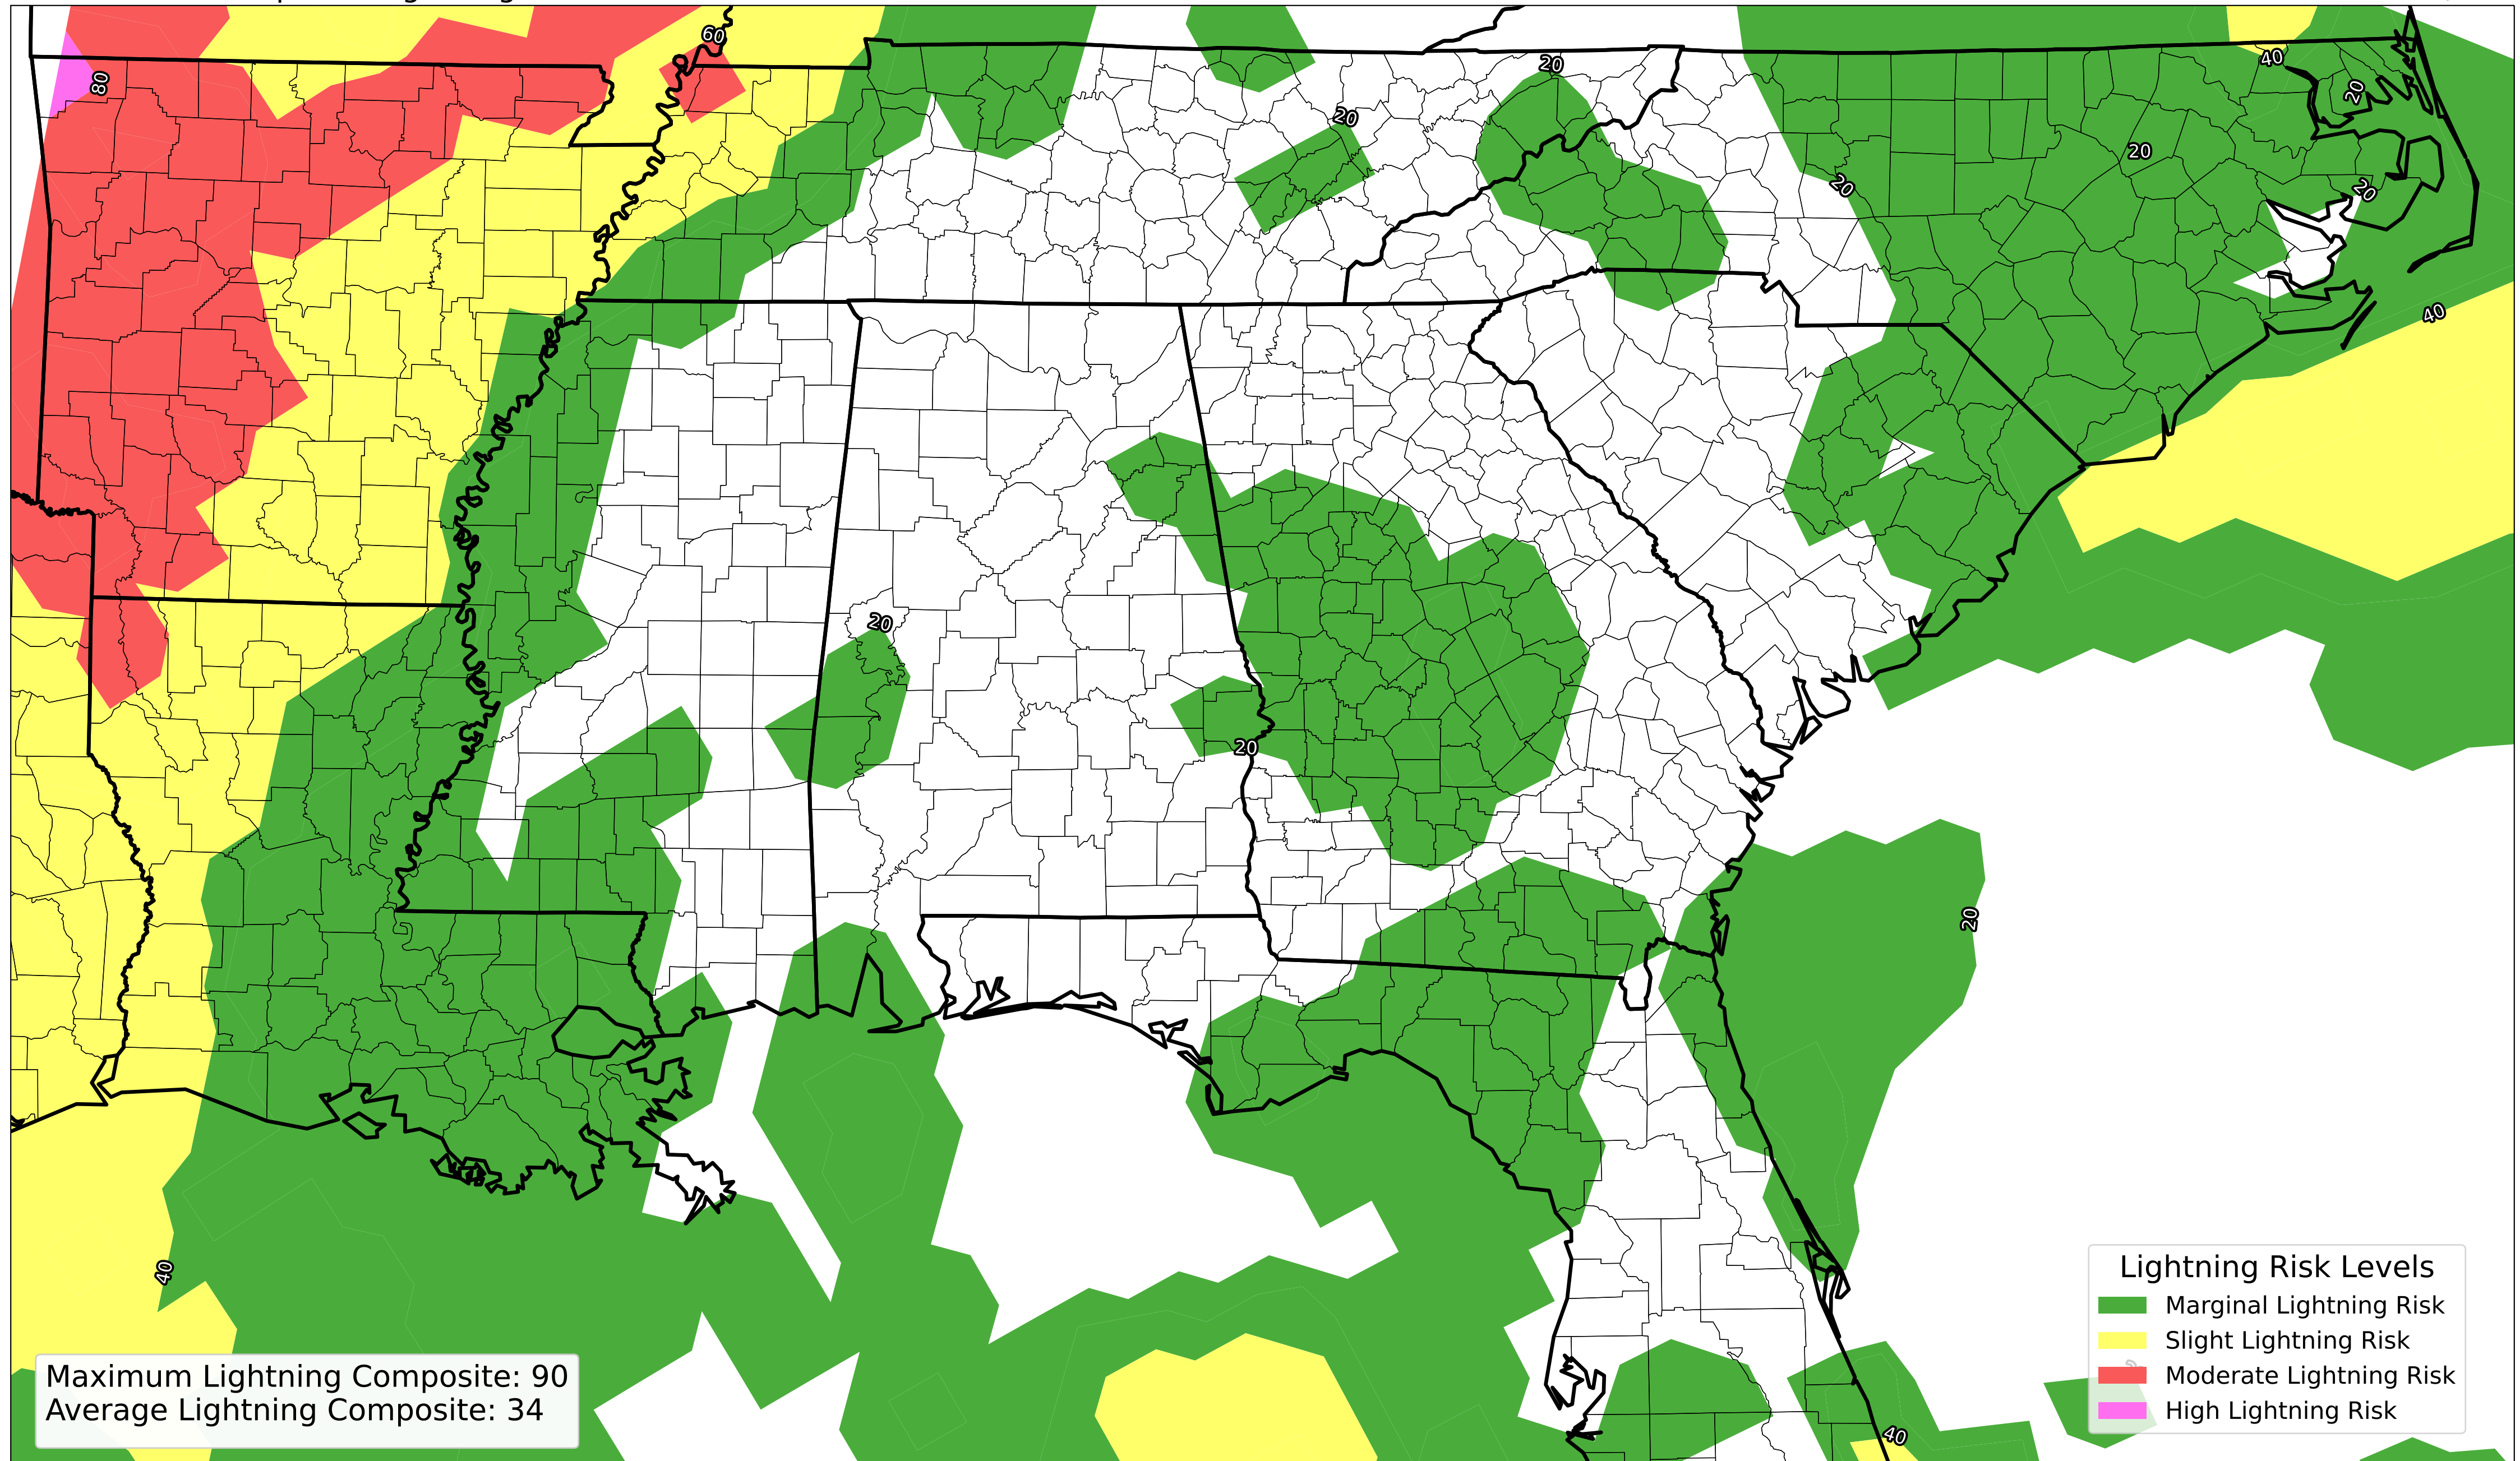 60
80
20
20
40
20
20
20
20
40
20
20
20
40
40
Lightning Risk Levels
Marginal Lightning Risk
Slight Lightning Risk
Moderate Lightning Risk
High Lightning Risk
Maximum Lightning Composite: 90
Average Lightning Composite: 34